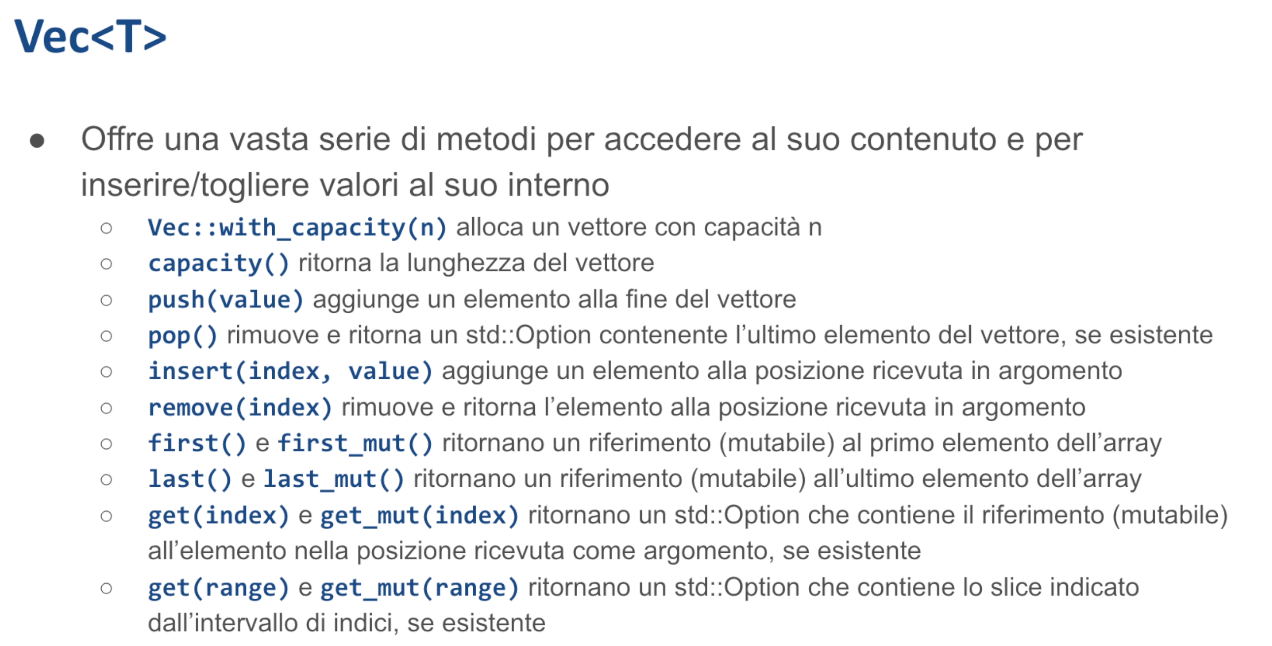 Vec<T>
● Offre una vasta serie di metodi per accedere al suo contenuto e per
inserire/togliere valori al suo interno
○ Vec::with_capacity(n) alloca un vettore con capacità n
○ capacity() ritorna la lunghezza del vettore
○ push(value) aggiunge un elemento alla fine del vettore
○ pop() rimuove e ritorna un std::Option contenente l’ultimo elemento del vettore, se esistente
○ insert(index, value) aggiunge un elemento alla posizione ricevuta in argomento
○ remove(index) rimuove e ritorna l’elemento alla posizione ricevuta in argomento
○ first() e first_mut() ritornano un riferimento (mutabile) al primo elemento dell’array
○ last() e last_mut() ritornano un riferimento (mutabile) all’ultimo elemento dell’array
○ get(index) e get_mut(index) ritornano un std::Option che contiene il riferimento (mutabile)
all’elemento nella posizione ricevuta come argomento, se esistente
○ get(range) e get_mut(range) ritornano un std::Option che contiene lo slice indicato
dall’intervallo di indici, se esistente